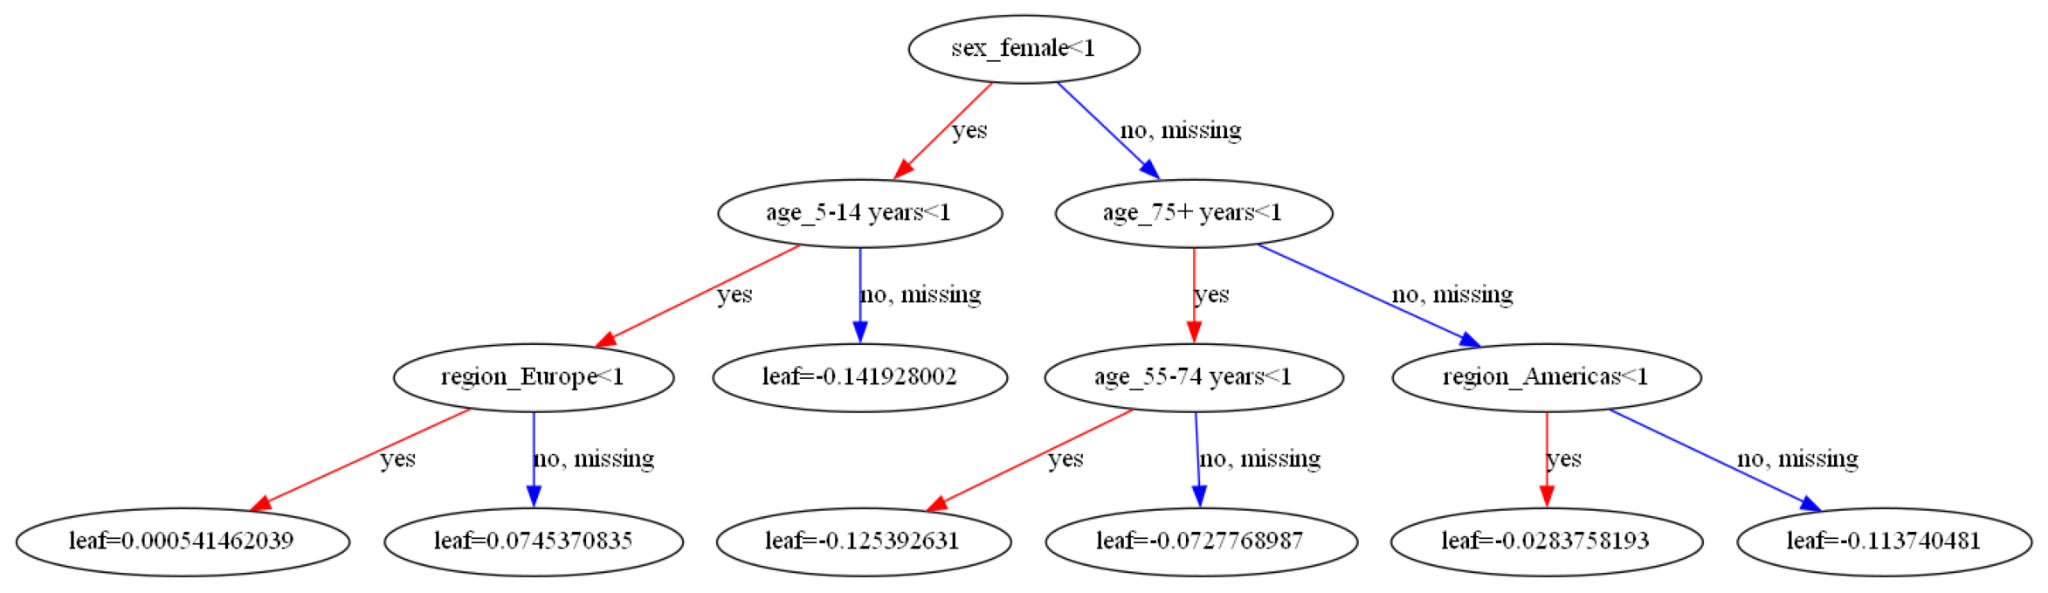 sex_female<1
yes
no, missing
age_5-14 years<1
age_75+ years<1
yes
no, missing
yes
no, missing
region_Europe<1
leaf=-0.141928002
age_55-74 years<1
region_Americas<1
yes
no, missing
yes
no, missing
yes
no, missing
leaf=0.000541462039
leaf=0.0745370835
leaf=-0.125392631
leaf=-0.0727768987
leaf=-0.0283758193
leaf=-0.113740481